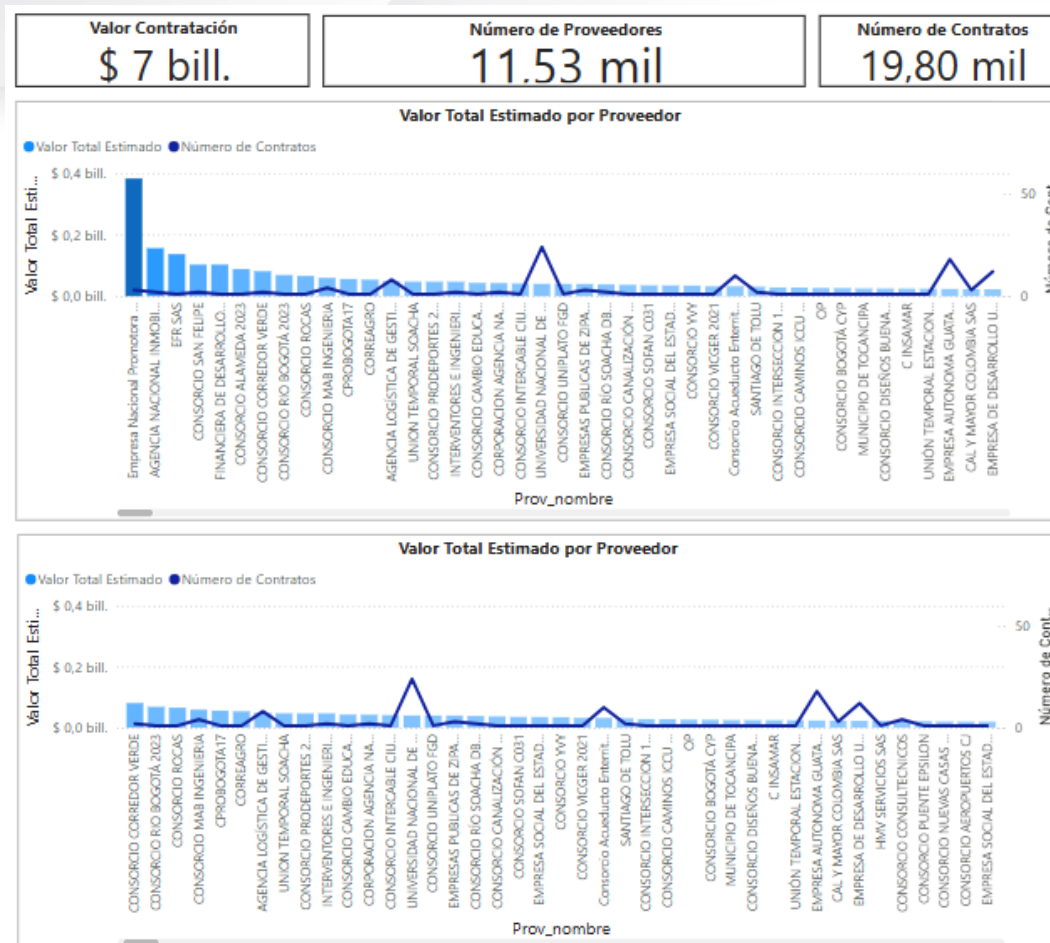 Valor Contratación
$ 7 bill.
Número de Proveedores
11,53 mil
Número de Contratos
19,80 mil
Valor Total Estimado por Proveedor
Valor Total Estimado Número de Contratos
Valor Total Esti...
$ 0,4 bill.
$ 0,2 bill.
$ 0,0 bill.
50
0
Número de Cont
Empresa Nacional Promotora ...
AGENCIA NACIONAL INMOBI...
EFR SAS
CONSORCIO SAN FELIPE
FINANCIERA DE DESARROLLO...
CONSORCIO ALAMEDA 2023
CONSORCIO CORREDOR VERDE
CONSORCIO RIO BOGOTÁ 2023
CONSORCIO ROCAS
CONSORCIO MAB INGENIERIA
CPROBOGOTA17
CORREAGRO
AGENCIA LOGÍSTICA DE GESTI...
UNION TEMPORAL SOACHA
CONSORCIO PRODEPORTES 2...
INTERVENTORES E INGENIERI...
CONSORCIO CAMBIO EDUCA...
CORPORACION AGENCIA NA...
CONSORCIO INTERCABLE CIU...
UNIVERSIDAD NACIONAL DE...
CONSORCIO UNIPLATO FGD
EMPRESAS PUBLICAS DE ZIPA...
CONSORCIO RÍO SOACHA DB...
CONSORCIO CANALIZACIÓN ...
CONSORCIO SOFAN C031
EMPRESA SOCIAL DEL ESTAD...
CONSORCIO YVY
CONSORCIO VICGER 2021
Consorcio Acueducto Enterrit...
SANTIAGO DE TOLU
CONSORCIO INTERSECCION 1...
CONSORCIO CAMINOS ICCU ...
OP
CONSORCIO BOGOTÁ CYP
MUNICIPIO DE TOCANCIPA
CONSORCIO DISEÑOS BUENA...
C INSAMAR
UNIÓN TEMPORAL ESTACION...
EMPRESA AUTONOMA GUATA...
CAL Y MAYOR COLOMBIA SAS
EMPRESA DE DESARROLLO U...
Prov_nombre
Valor Total Estimado por Proveedor
Valor Total Estimado Número de Contratos
Valor Total Esti...
$ 0,4 bill.
$ 0,2 bill.
$ 0,0 bill.
50
0
Número de Cont...
CONSORCIO CORREDOR VERDE
CONSORCIO RIO BOGOTÁ 2023
CONSORCIO ROCAS
CONSORCIO MAB INGENIERIA
CPROBOGOTA17
CORREAGRO
AGENCIA LOGÍSTICA DE GESTI...
UNION TEMPORAL SOACHA
CONSORCIO PRODEPORTES 2...
INTERVENTORES E INGENIERI...
CONSORCIO CAMBIO EDUCA...
CORPORACION AGENCIA NA...
CONSORCIO INTERCABLE CIU...
UNIVERSIDAD NACIONAL DE...
CONSORCIO UNIPLATO FGD
EMPRESAS PUBLICAS DE ZIPA...
CONSORCIO RÍO SOACHA DB...
CONSORCIO CANALIZACIÓN ...
CONSORCIO SOFAN C031
EMPRESA SOCIAL DEL ESTAD...
CONSORCIO YVY
CONSORCIO VICGER 2021
Consorcio Acueducto Enterrit...
SANTIAGO DE TOLU
CONSORCIO INTERSECCION 1...
CONSORCIO CAMINOS ICCU ...
OP
CONSORCIO BOGOTÁ CYP
MUNICIPIO DE TOCANCIPA
CONSORCIO DISEÑOS BUENA...
C INSAMAR
UNIÓN TEMPORAL ESTACION...
EMPRESA AUTONOMA GUATA...
CAL Y MAYOR COLOMBIA SAS
EMPRESA DE DESARROLLO U...
HMV SERVICIOS SAS
CONSORCIO CONSULTECNICOS
CONSORCIO PUENTE EPSILON
CONSORCIO NUEVAS CASAS ...
CONSORCIO AEROPUERTOS CJ
EMPRESA SOCIAL DEL ESTAD...
Prov_nombre